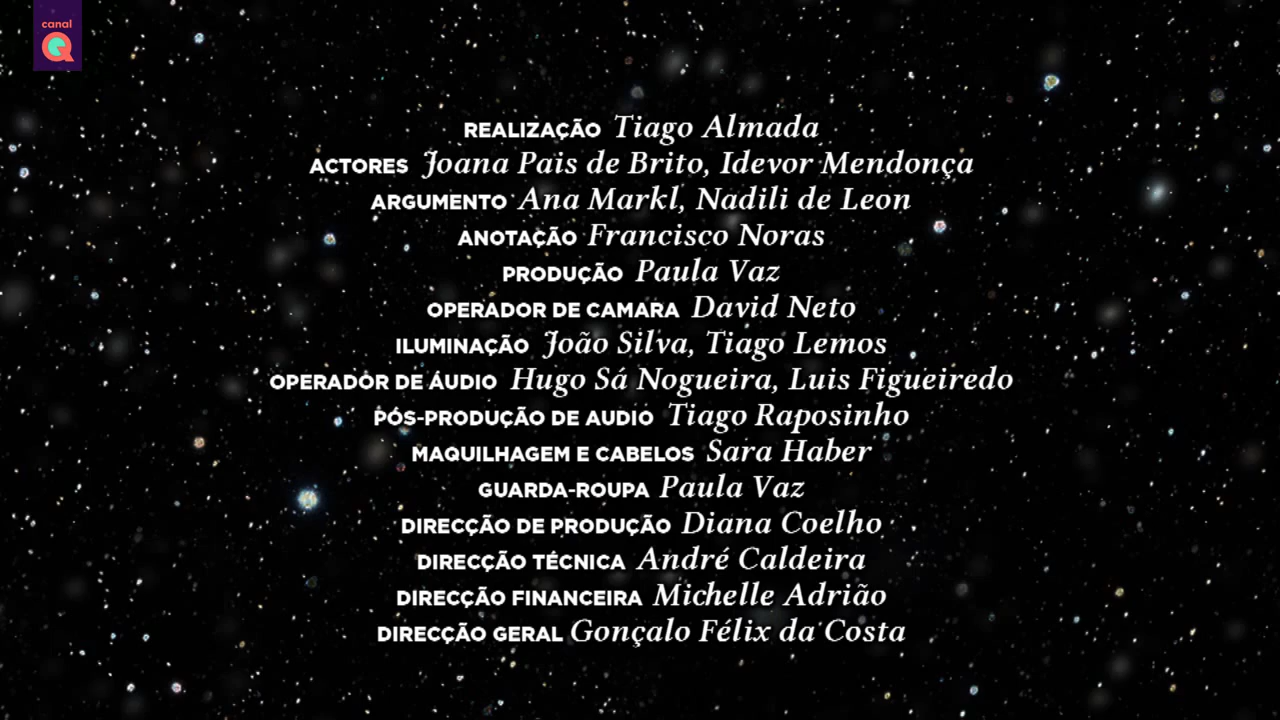 canal
Q
REALIZAÇÃO Tiago Almada
ACTORES Joana Pais de Brito, Idevor Mendonça
ARGUMENTO Ana Markl, Nadili de Leon
ANOTAÇÃO Francisco Noras
PRODUÇÃO Paula Vaz
OPERADOR DE CAMARA David Neto
ILUMINAÇÃO João Silva, Tiago Lemos
OPERADOR DE ÁUDIO Hugo Sá Nogueira, Luis Figueiredo
PÓS-PRODUÇÃO DE AUDIO Tiago Raposinho
MAQUILHAGEM E CABELOS Sara Haber
GUARDA-ROUPA Paula Vaz
DIRECÇÃO DE PRODUÇÃO Diana Coelho
DIRECÇÃO TÉCNICA André Caldeira
DIRECÇÃO FINANCEIRA Michelle Adrião
DIRECÇÃO GERAL Gonçalo Félix da Costa